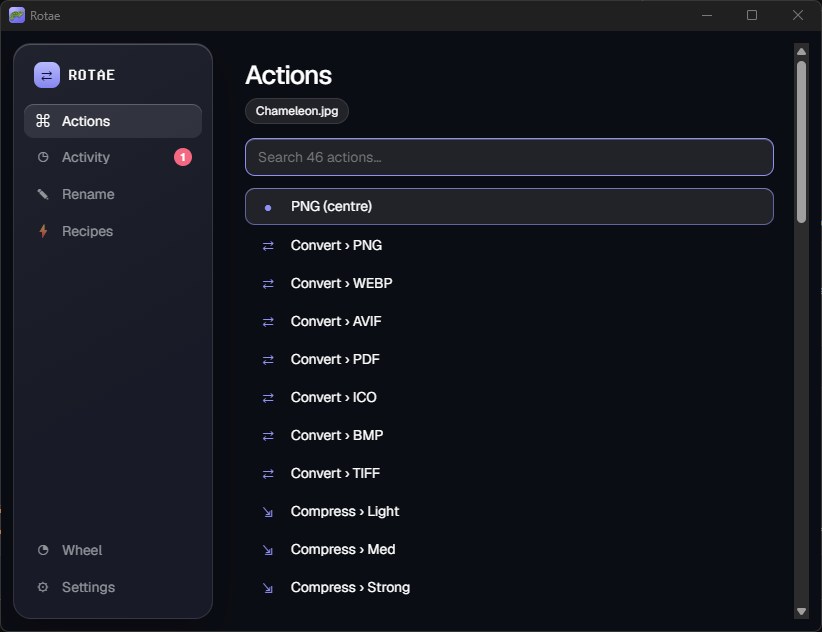 Rotae
ROTAE
Actions
Activity
1
Rename
Recipes
Wheel
Settings
Actions
Chameleon.jpg
Search 46 actions...
PNG (centre)
Convert › PNG
Convert › WEBP
Convert › AVIF
Convert › PDF
Convert › ICO
Convert › BMP
Convert › TIFF
Compress › Light
Compress › Med
Compress › Strong